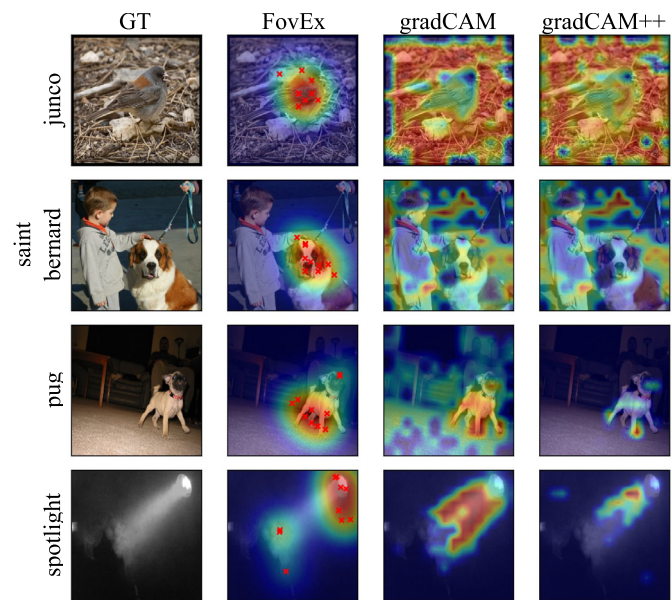 GT FovEx gradCAM gradCAM++
junco
saint
bernard
pug
spotlight